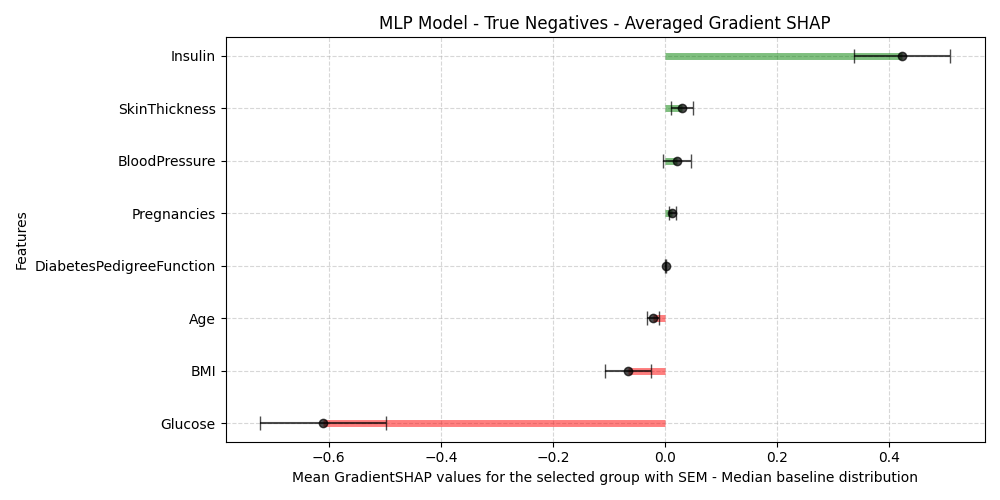 MLP Model - True Negatives - Averaged Gradient SHAP
Features
Insulin
SkinThickness
BloodPressure
Pregnancies
DiabetesPedigreeFunction
Age
BMI
Glucose
−0.6 −0.4 −0.2 0.0 0.2 0.4
Mean GradientSHAP values for the selected group with SEM - Median baseline distribution